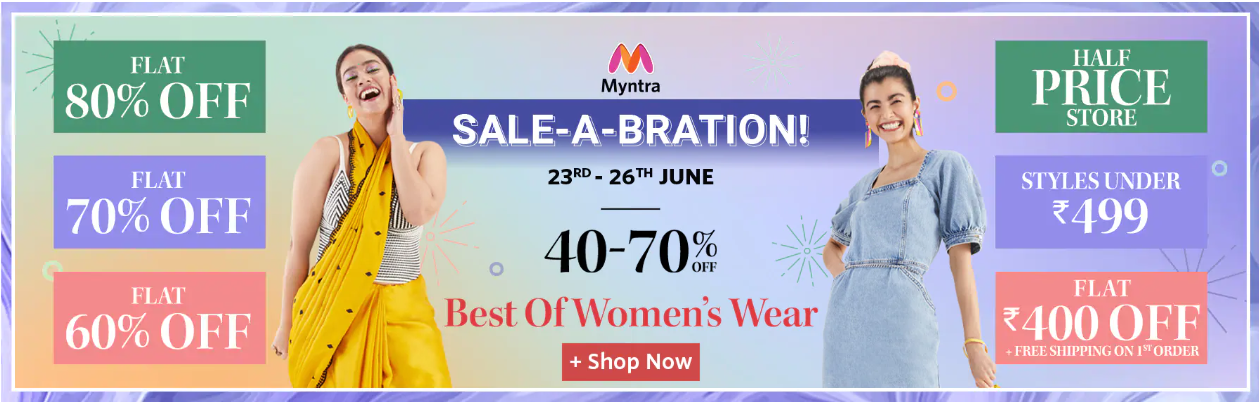 FLAT
80% OFF
FLAT
70% OFF
FLAT
60% OFF
Myntra
SALE-A-BRATION!
23RD - 26TH JUNE
40-70% OFF
Best Of Women's Wear
+ Shop Now
HALF
PRICE
STORE
STYLES UNDER
₹499
FLAT
₹400 OFF
+ FREE SHIPPING ON 1ST ORDER